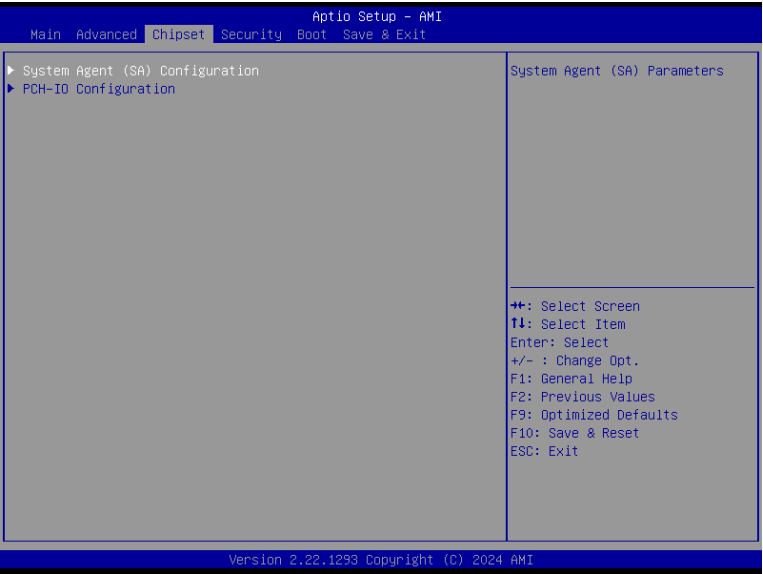 Aptio Setup – AMI
Main Advanced Chipset Security Boot Save & Exit
System Agent (SA) Configuration
PCH-IO Configuration
System Agent (SA) Parameters
→←: Select Screen
↑↓: Select Item
Enter: Select
+/- : Change Opt.
F1: General Help
F2: Previous Values
F9: Optimized Defaults
F10: Save & Reset
ESC: Exit
Version 2.22.1293 Copyright (C) 2024 AMI